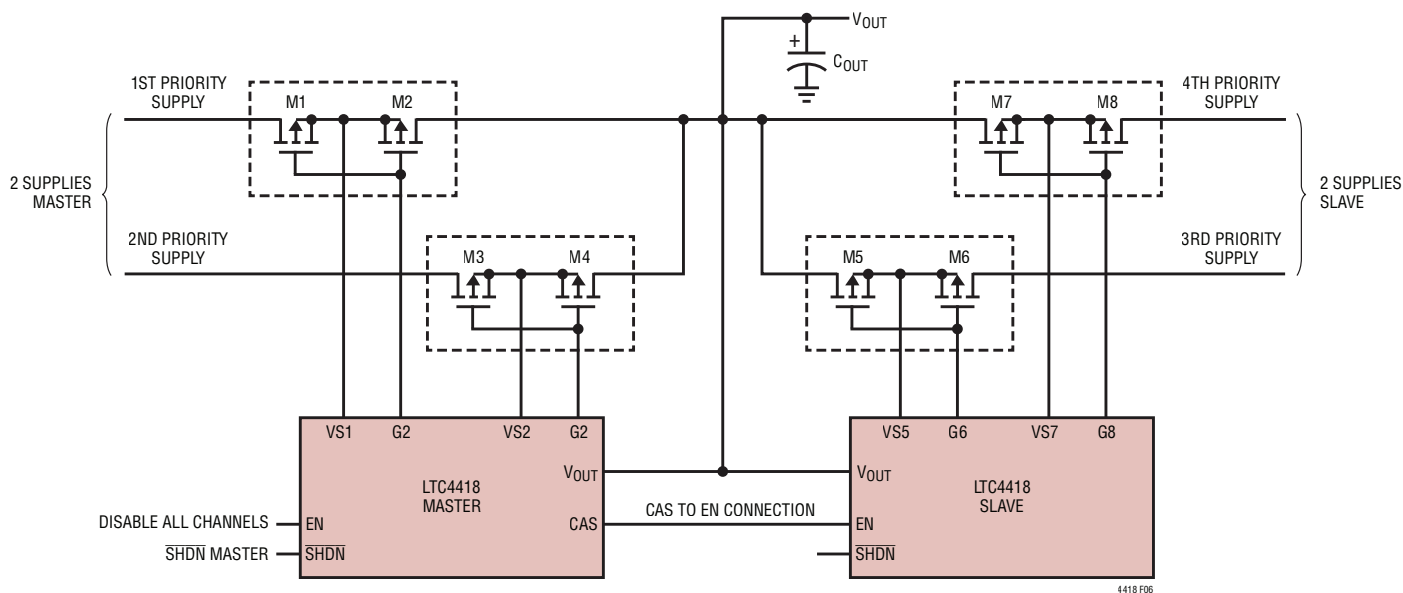 VOUT
+
COUT
1ST PRIORITY
SUPPLY
M1
M2
M7
M8
4TH PRIORITY
SUPPLY
2 SUPPLIES
MASTER
2 SUPPLIES
SLAVE
2ND PRIORITY
SUPPLY
M3
M4
M5
M6
3RD PRIORITY
SUPPLY
VS1
G2
VS2
G2
VOUT
LTC4418
MASTER
DISABLE ALL CHANNELS
EN
CAS
SHDN MASTER
SHDN
CAS TO EN CONNECTION
VS5
G6
VS7
G8
VOUT
LTC4418
SLAVE
EN
SHDN
4418 F06